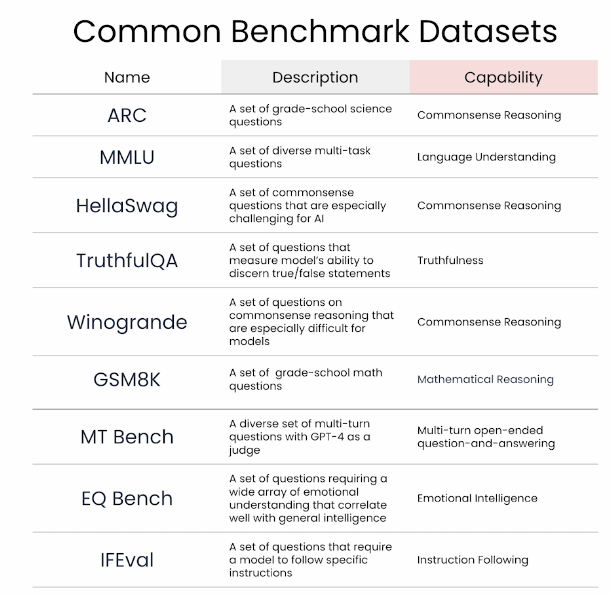 Common Benchmark Datasets
Name Description Capability
ARC
A set of grade-school science
questions
Commonsense Reasoning
MMLU
A set of diverse multi-task
questions
Language Understanding
HellaSwag
A set of commonsense
questions that are especially
challenging for AI
Commonsense Reasoning
TruthfulQA
A set of questions that
measure model's ability to
discern true/false statements
Truthfulness
Winogrande
A set of questions on
commonsense reasoning that
are especially difficult for
models
Commonsense Reasoning
GSM8K
A set of grade-school math
questions
Mathematical Reasoning
MT Bench
A diverse set of multi-turn
questions with GPT-4 as a
judge
Multi-turn open-ended
question-and-answering
EQ Bench
A set of questions requiring a
wide array of emotional
understanding that correlate
well with general intelligence
Emotional Intelligence
IFEval
A set of questions that require
a model to follow specific
instructions
Instruction Following